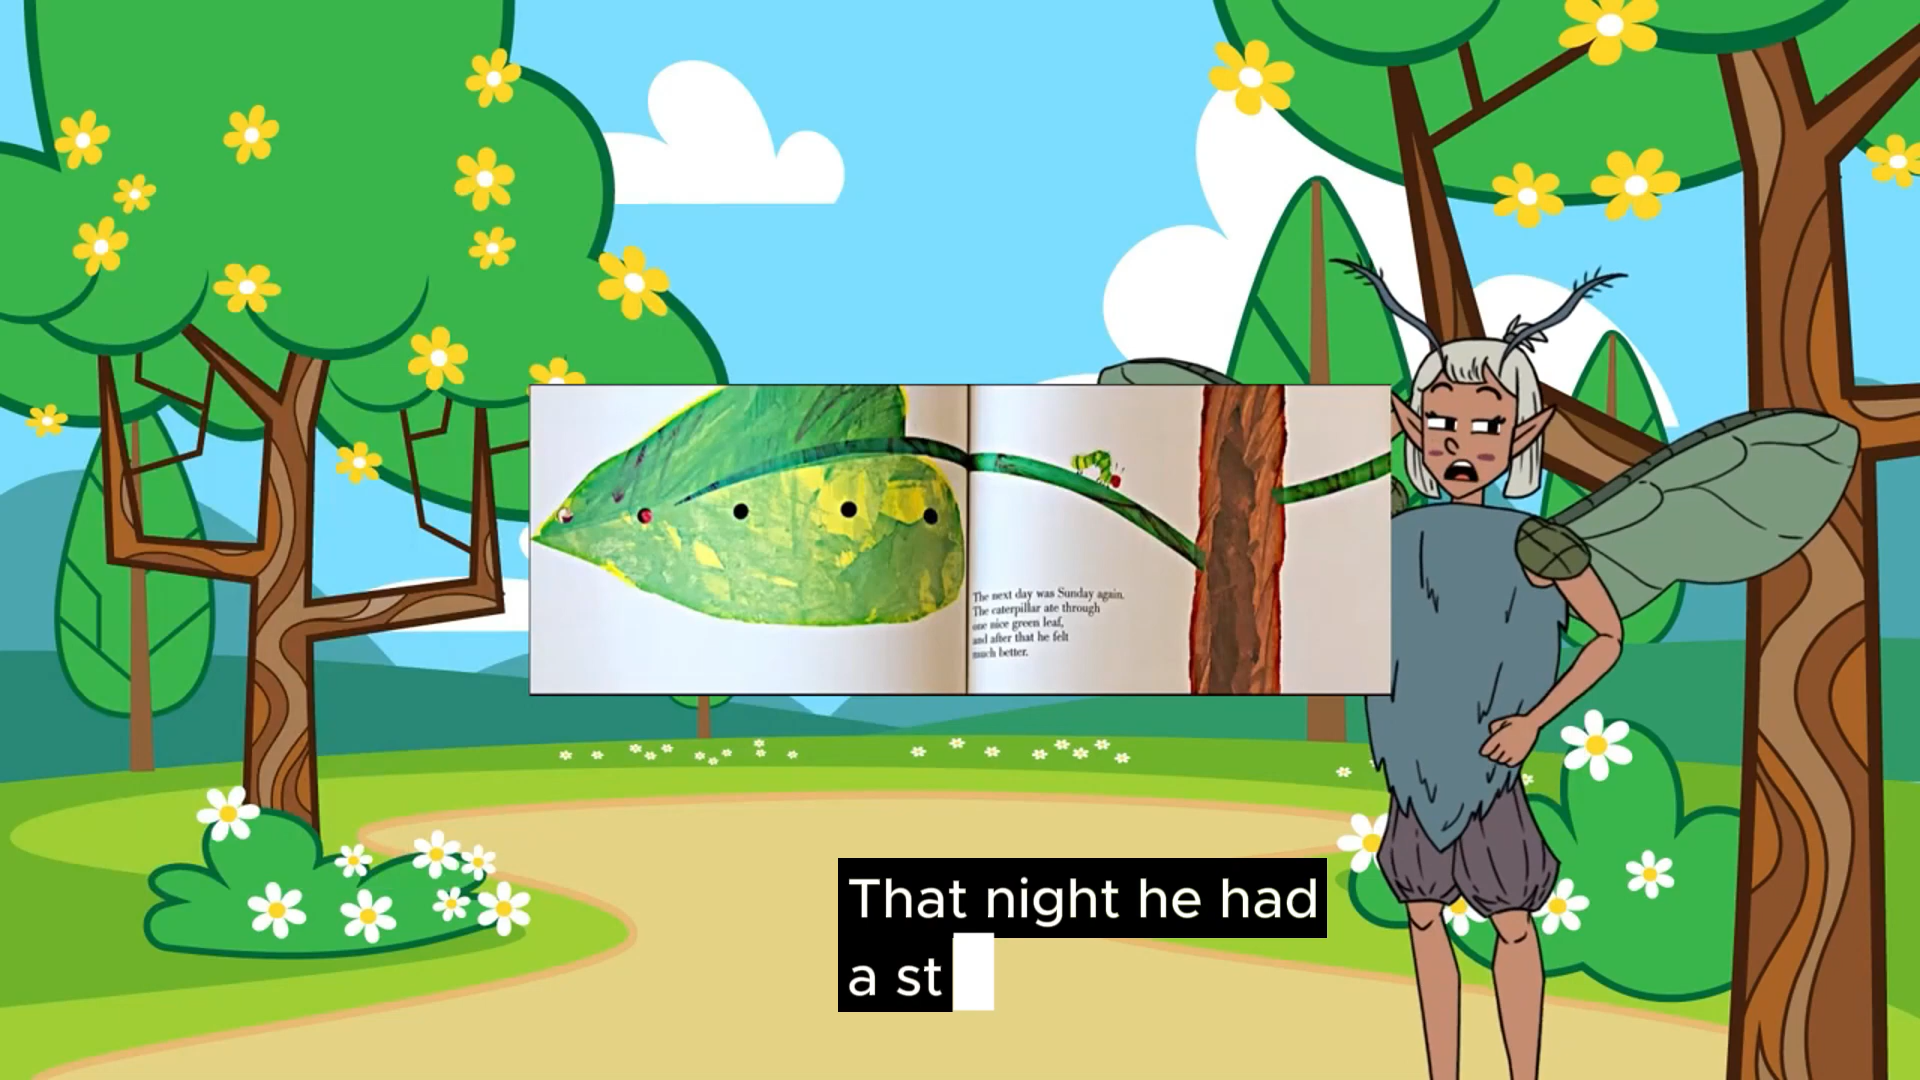 The next day was Sunday again.
The caterpillar ate through
one nice green leaf,
and after that he felt
much better.
That night he had
a st